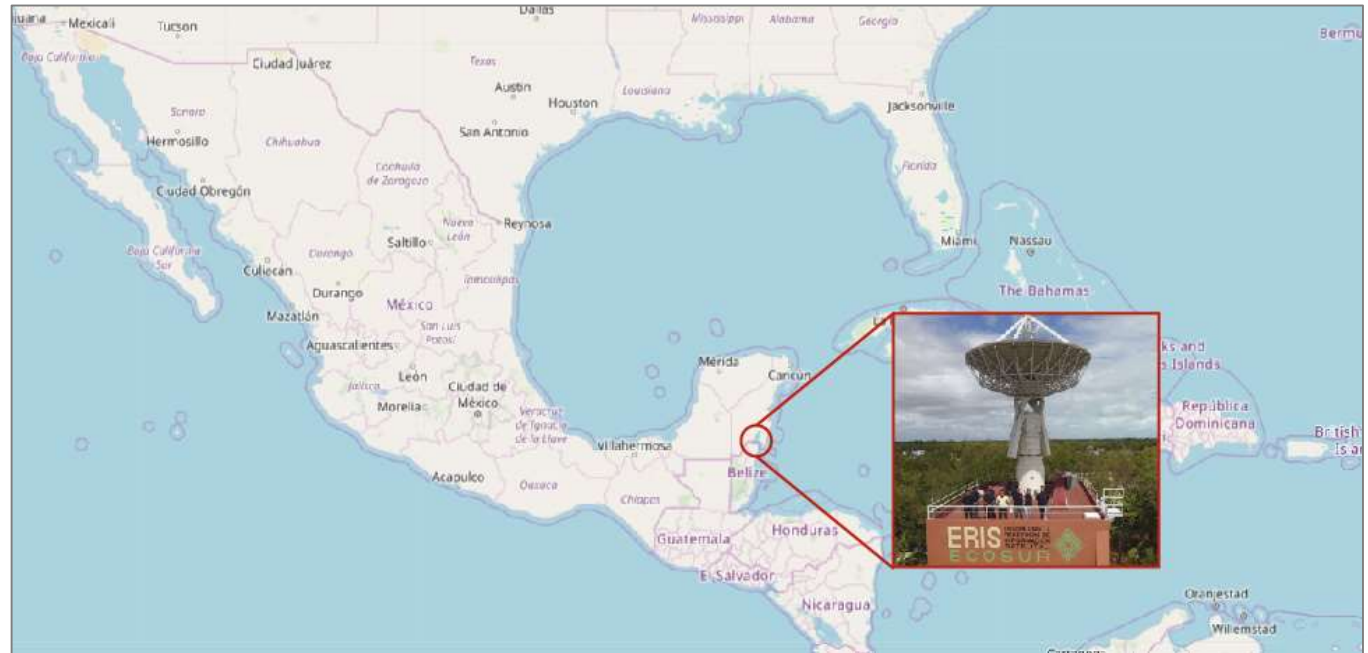 Mexicali
Tucson
Dallas
Mississippi
Alabama
Georgia
Ciudad Juárez
Texas
Austin
Louisiana
Houston
Jacksonville
Sonora
San Antonio
Hermosillo
Chihuahua
Florida
Coahuila
de Zaragoza
Ciudad Obregón
Nuevo
León
Reynosa
Saltillo
Miami
Nassau
Baja California
Sur
Durango
Culiacán
Tamaulipas
The Bahamas
Durango
México
Mazatlán
San Luis
Potosí
Aguascalientes
Mérida
Cancún
León
Jalisco
Ciudad de
México
Morelia
Veracruz
de Ignacio
de la Llave
República
Dominicana
Villahermosa
Belize
Acapulco
Oaxaca
Chiapas
Guatemala
Honduras
ERIS
ECOSUR
El Salvador
Nicaragua
Oranjestad
Willemstad